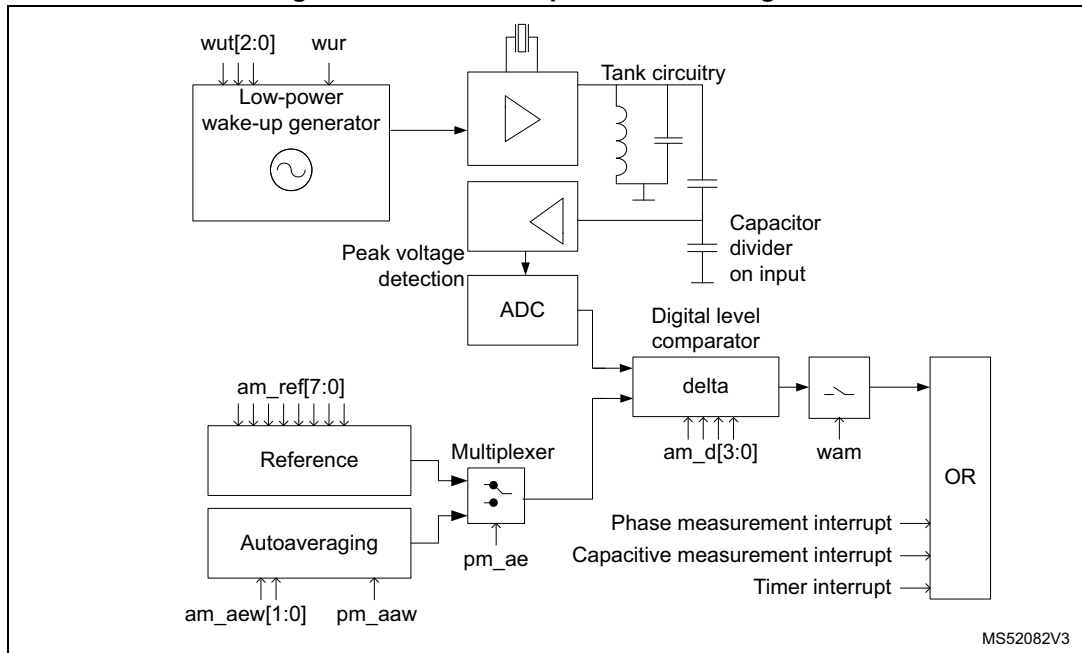 wut[2:0]
wur
Low-power
wake-up generator
Tank circuitry
Capacitor
divider
on input
Peak voltage
detection
ADC
Digital level
comparator
delta
am_ref[7:0]
Reference
Multiplexer
am_d[3:0]
wam
OR
Autoaveraging
pm_ae
am_aew[1:0]
pm_aaw
Phase measurement interrupt
Capacitive measurement interrupt
Timer interrupt
MS52082V3